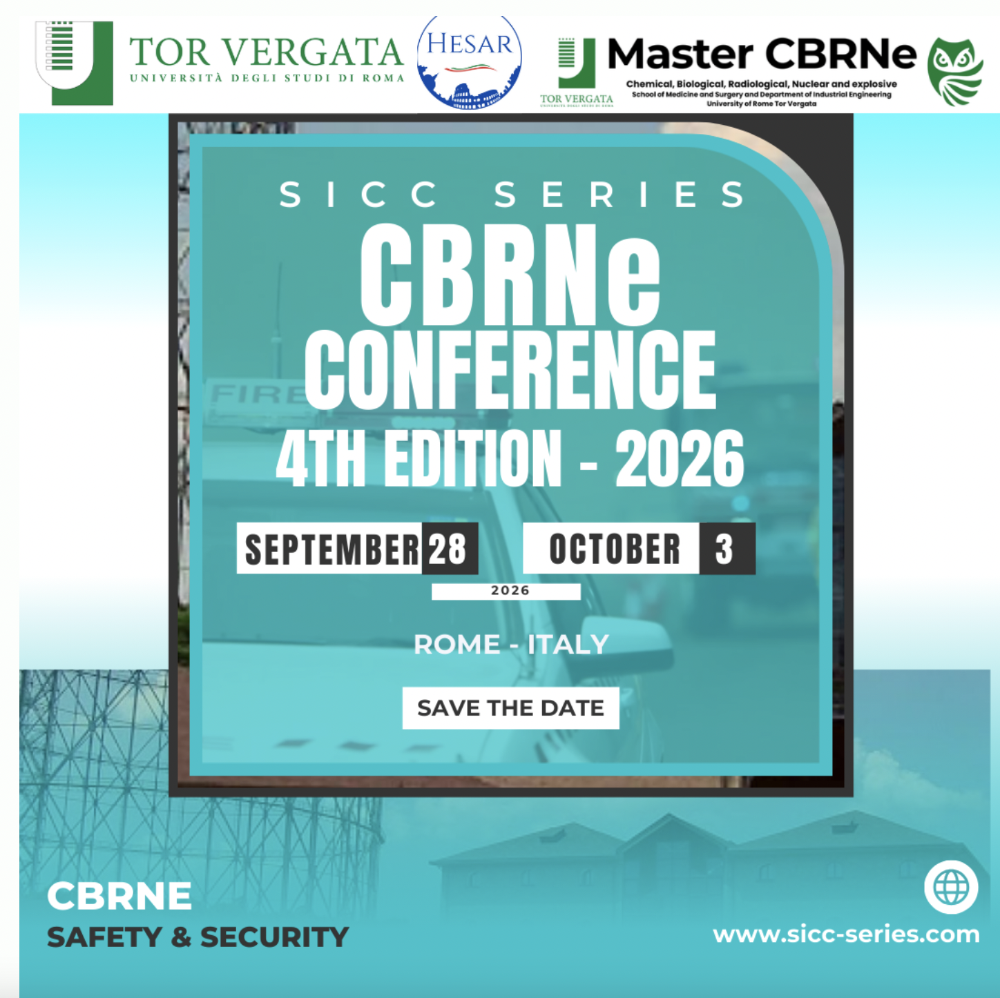 TOR VERGATA
UNIVERSITÀ DEGLI STUDI DI ROMA
HESAR
TOR VERGATA
Master CBRNe
Chemical, Biological, Radiological, Nuclear and explosive
School of Medicine and Surgery and Department of Industrial Engineering
University of Rome Tor Vergata
SICC SERIES
CBRNe
CONFERENCE
FIRE
4TH EDITION - 2026
SEPTEMBER 28
OCTOBER 3
2026
ROME - ITALY
SAVE THE DATE
CBRNE
SAFETY & SECURITY
www.sicc-series.com